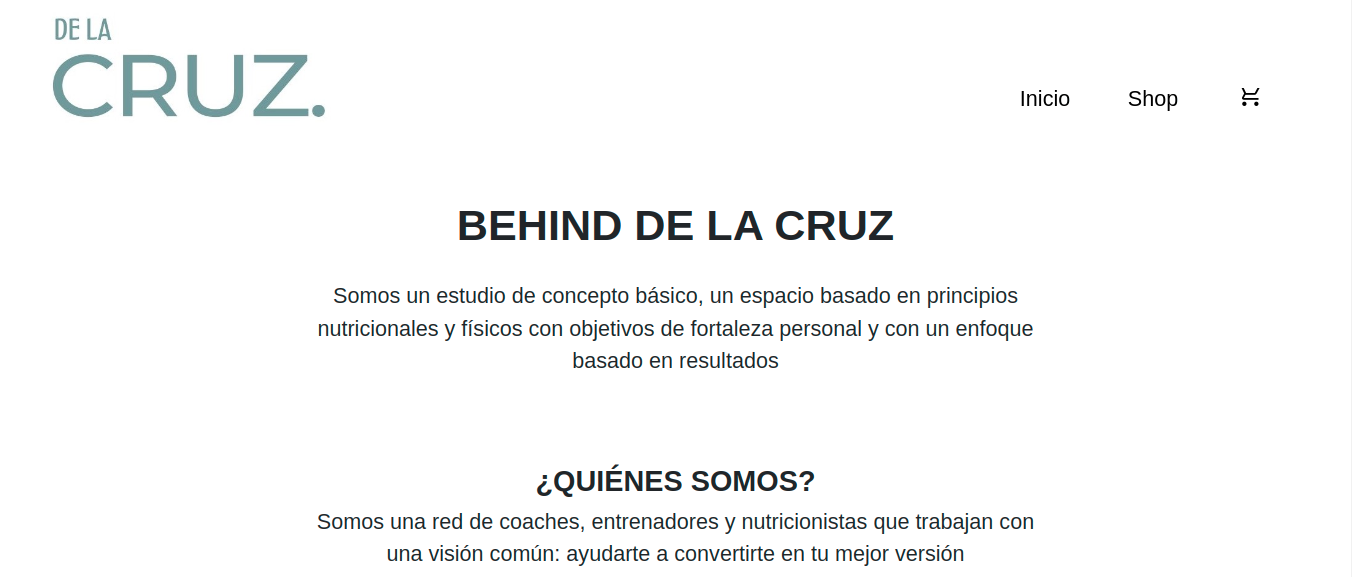 DE LA
CRUZ.
Inicio Shop
BEHIND DE LA CRUZ
Somos un estudio de concepto básico, un espacio basado en principios
nutricionales y físicos con objetivos de fortaleza personal y con un enfoque
basado en resultados
¿QUIÉNES SOMOS?
Somos una red de coaches, entrenadores y nutricionistas que trabajan con
una visión común: ayudarte a convertirte en tu mejor versión